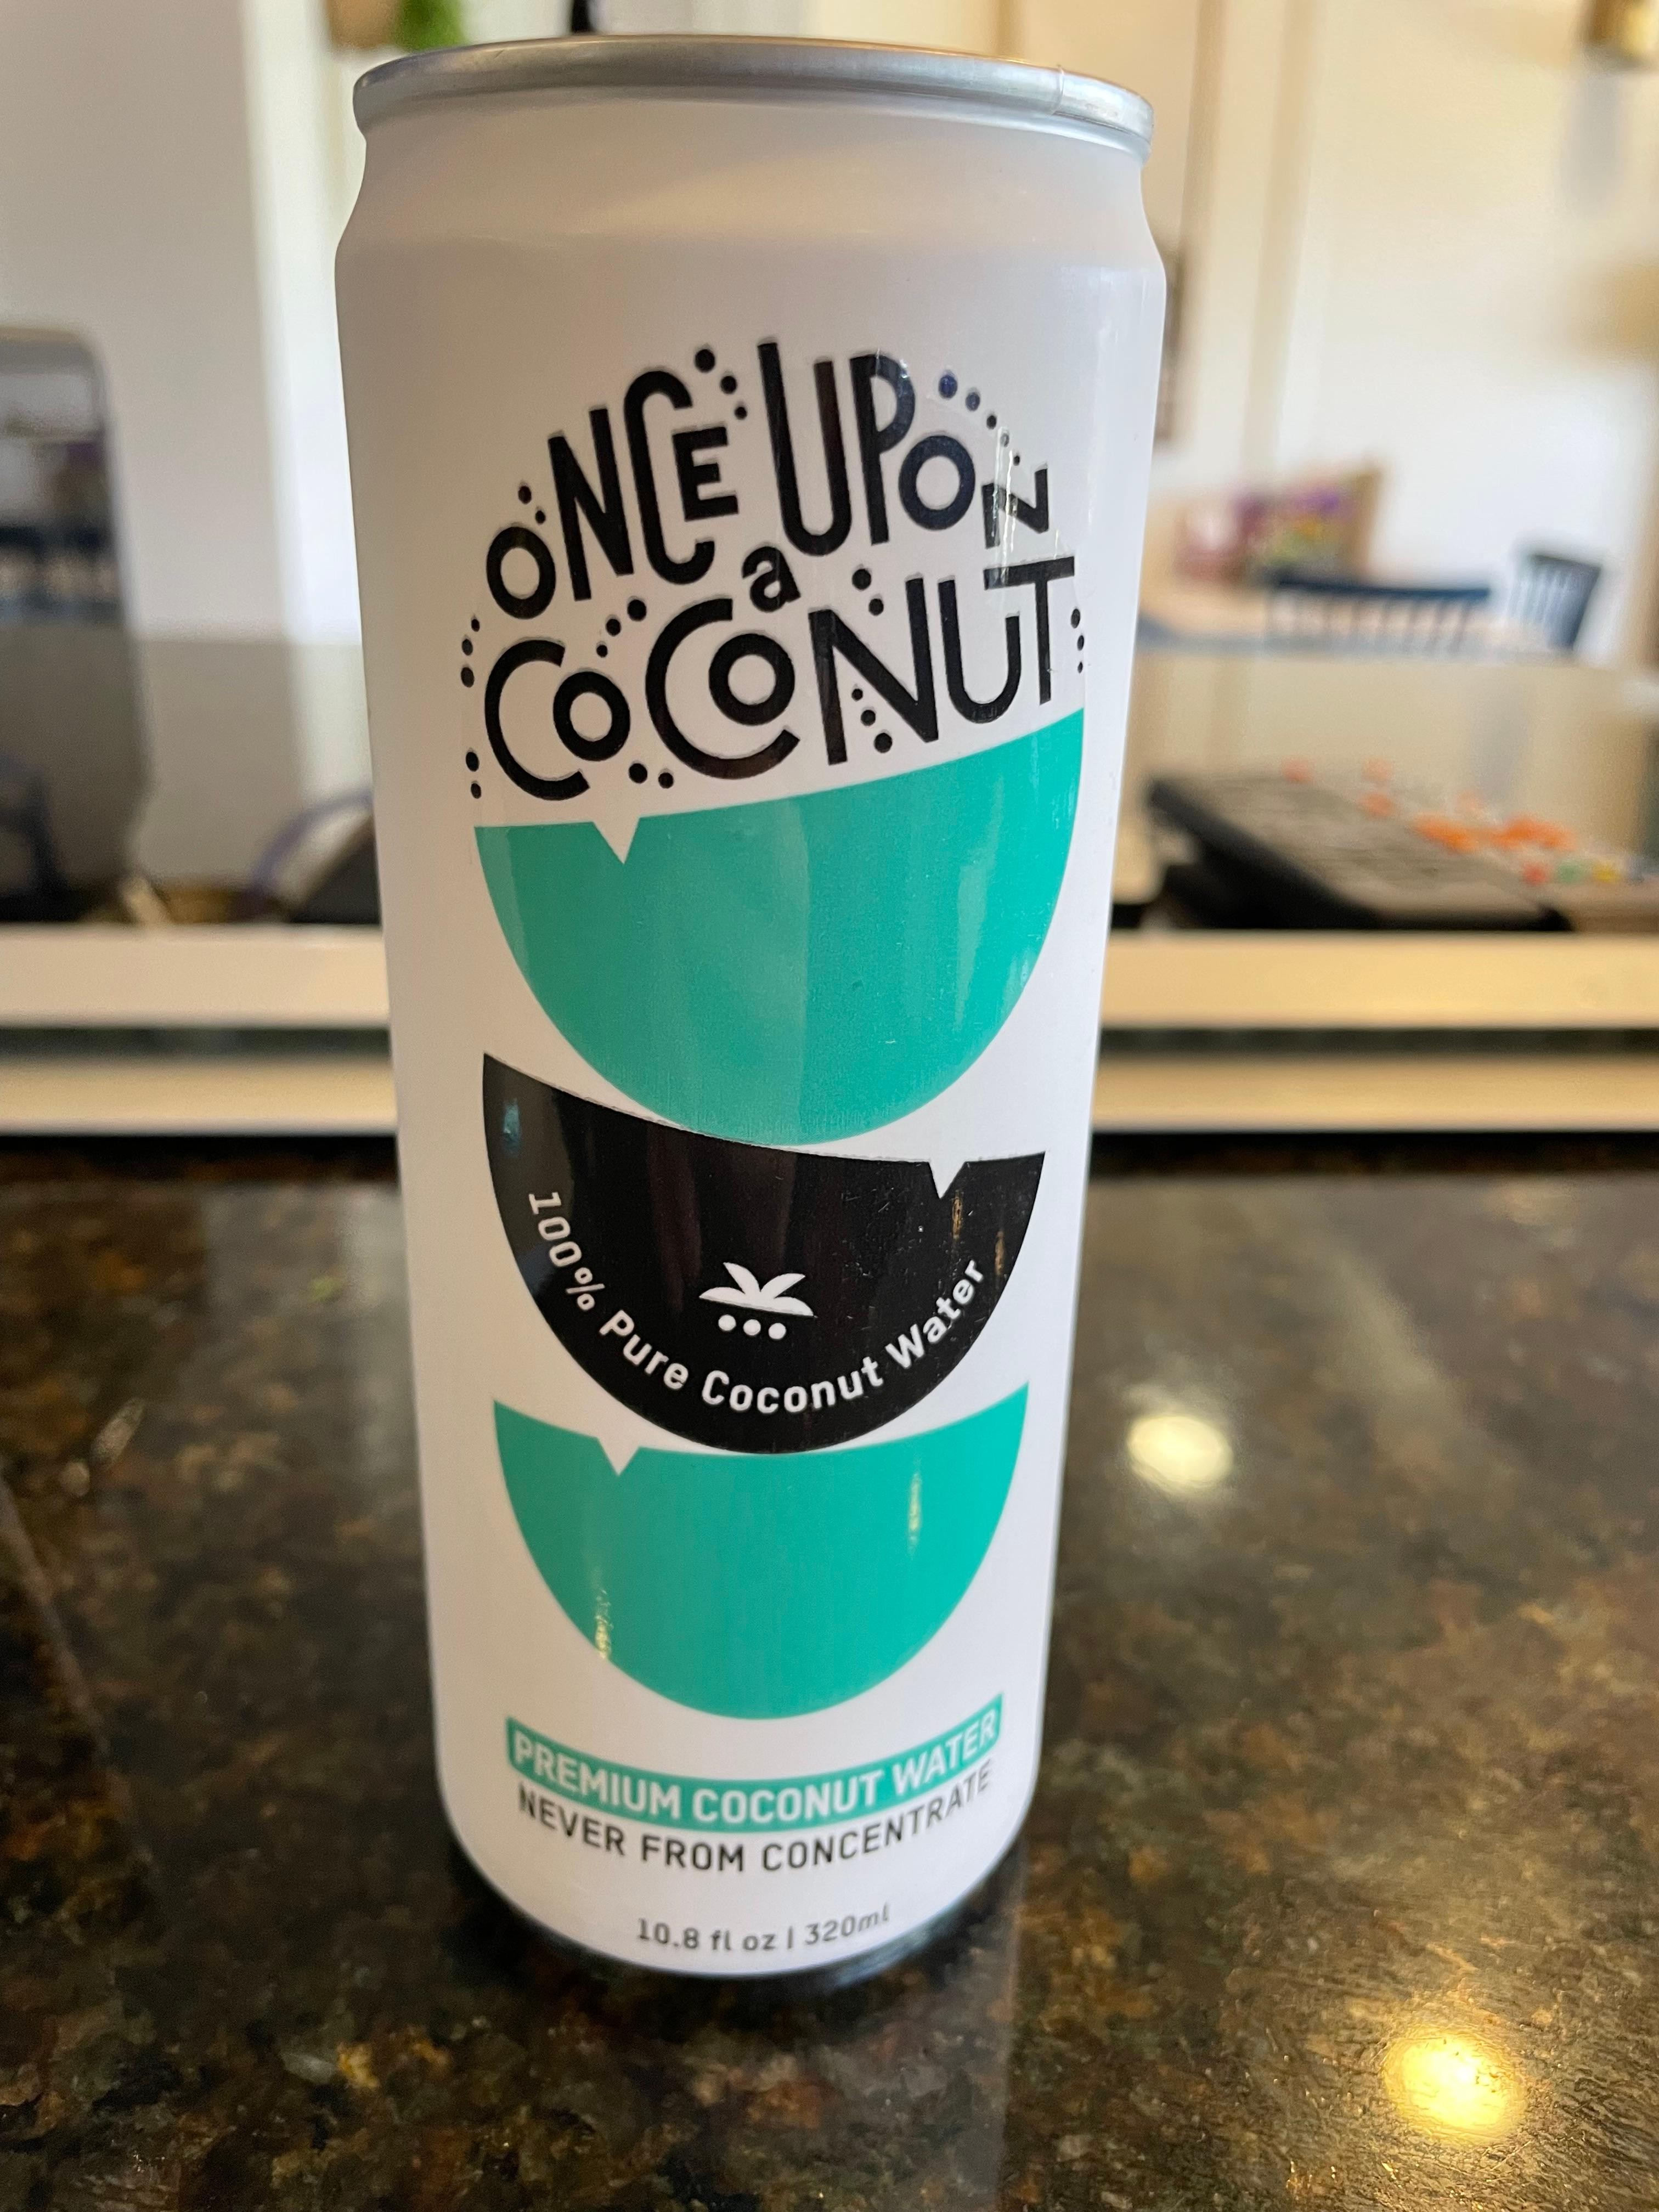 ONCE UPON
a
COCONUT
100% Pure Coconut Water
PREMIUM COCONUT WATER
NEVER FROM CONCENTRATE
10.8 fl oz | 320ml